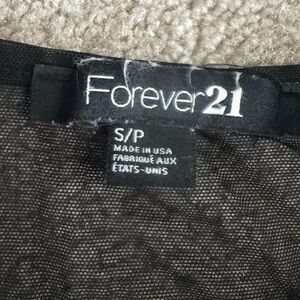 Forever21
S/P
MADE IN USA
FABRIQUÉ AUX
ÉTATS-UNIS